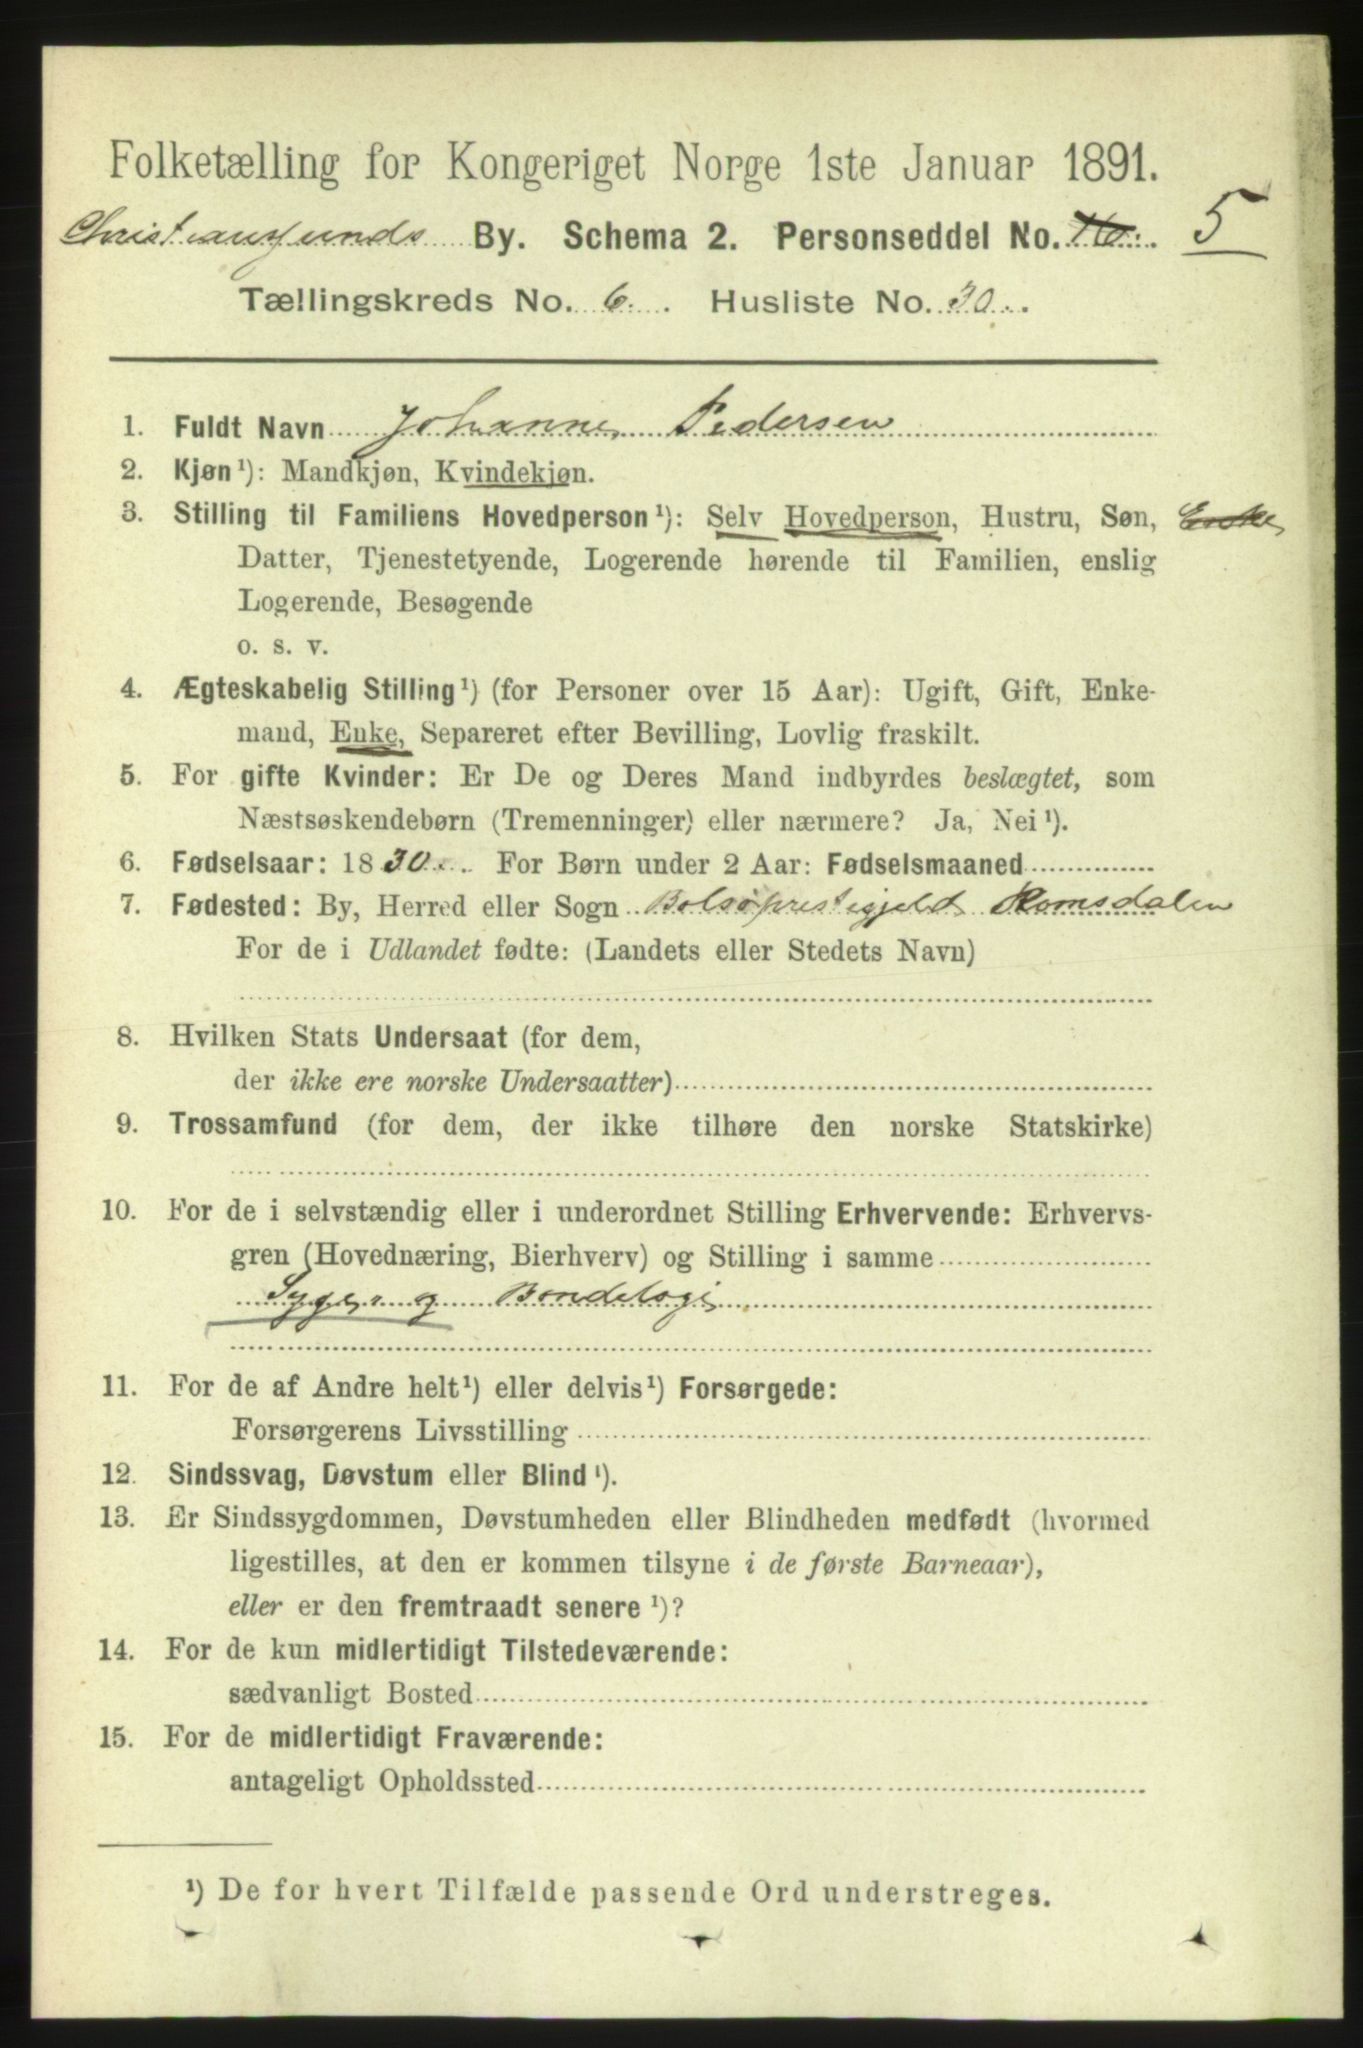 Folketælling for Kongeriget Norge 1ste Januar 1891.
Christiansunds By. Schema 2. Personseddel No. 16. 5
Tællingskreds No. 6. Husliste No. 30.
1. Fuldt Navn Johanne Pedersen
2. Kjøn¹): Mandkjøn, Kvindekjøn.
3. Stilling til Familiens Hovedperson¹): Selv Hovedperson, Hustru, Søn, Enke
Datter, Tjenestetyende, Logerende hørende til Familien, enslig
Logerende, Besøgende
o. s. v.
4. Ægteskabelig Stilling¹) (for Personer over 15 Aar): Ugift, Gift, Enke-
mand, Enke, Separeret efter Bevilling, Lovlig fraskilt.
5. For gifte Kvinder: Er De og Deres Mand indbyrdes beslægtet, som
Næstsøskendebørn (Tremenninger) eller nærmere? Ja, Nei¹).
6. Fødselsaar: 1830. For Børn under 2 Aar: Fødselsmaaned
7. Fødested: By, Herred eller Sogn Bolsøprestegjeld Romsdalen
For de i Udlandet fødte: (Landets eller Stedets Navn)
8. Hvilken Stats Undersaat (for dem,
der ikke ere norske Undersaatter)
9. Trossamfund (for dem, der ikke tilhøre den norske Statskirke)
10. For de i selvstændig eller i underordnet Stilling Erhvervende: Erhvervs-
gren (Hovednæring, Bierhverv) og Stilling i samme
Syger og Bondelogi
11. For de af Andre helt¹) eller delvis¹) Forsørgede:
Forsørgerens Livsstilling
12. Sindssvag, Døvstum eller Blind¹).
13. Er Sindssygdommen, Døvstumheden eller Blindheden medfødt (hvormed
ligestilles, at den er kommen tilsyne i de første Barneaar),
eller er den fremtraadt senere¹)?
14. For de kun midlertidigt Tilstedeværende:
sædvanligt Bosted
15. For de midlertidigt Fraværende:
antageligt Opholdssted
¹) De for hvert Tilfælde passende Ord understreges.